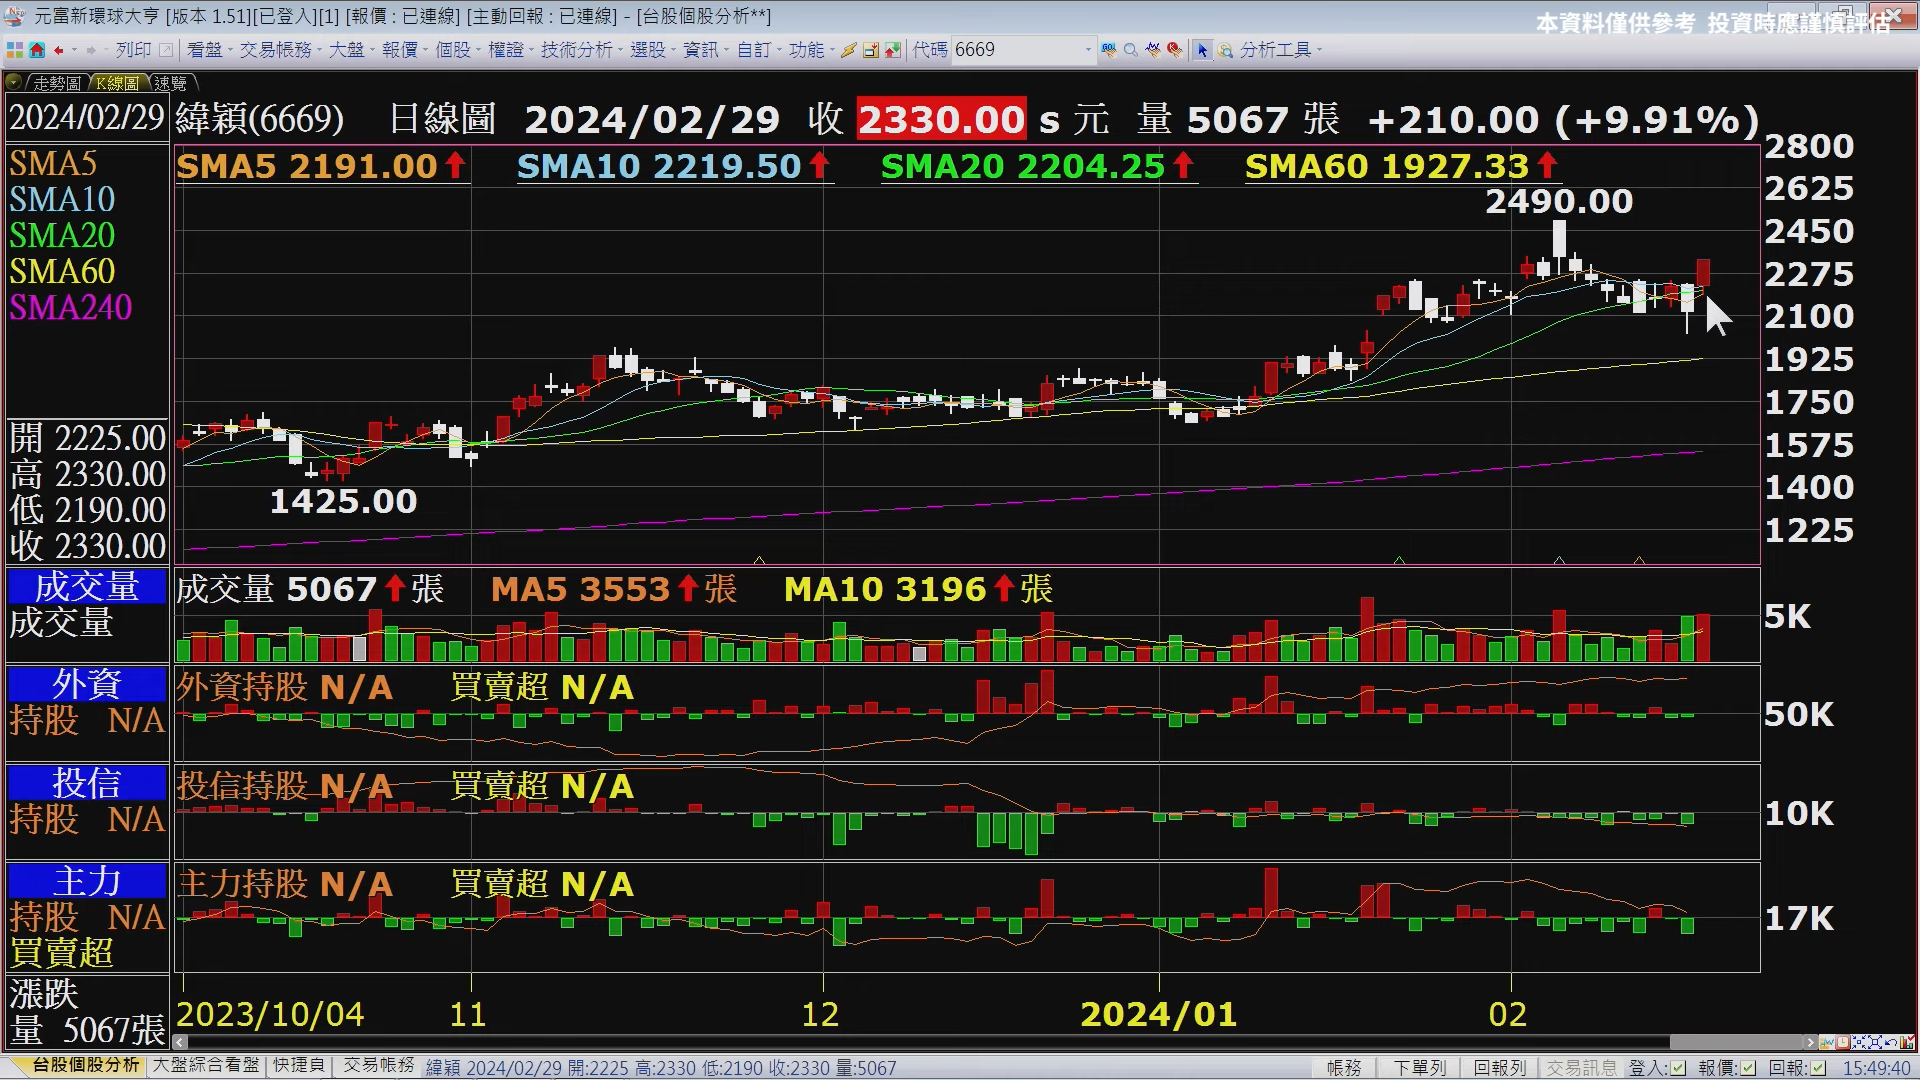 元富新環球大亨 [版本 1.51][已登入][1] [報價 : 已連線] [主動回報 : 已連線] - [台股個股分析**]
本資料僅供參考 投資時應謹慎評估
列印 看盤 交易帳務 大盤 報價 個股 權證 技術分析 選股 資訊 自訂 功能 代碼 6669 分析工具
走勢圖 K線圖 速覽
2024/02/29 緯穎(6669) 日線圖 2024/02/29 收 2330.00 s 元 量 5067 張 +210.00 (+9.91%)
SMA5 2191.00 SMA10 2219.50 SMA20 2204.25 SMA60 1927.33
SMA5
SMA10
SMA20
SMA60
SMA240
2490.00
1425.00
2800
2625
2450
2275
2100
1925
1750
1575
1400
1225
開 2225.00
高 2330.00
低 2190.00
收 2330.00
成交量
成交量
成交量 5067 張 MA5 3553 張 MA10 3196 張
5K
外資
持股 N/A
外資持股 N/A 買賣超 N/A
50K
投信
持股 N/A
投信持股 N/A 買賣超 N/A
10K
主力
持股 N/A
買賣超
主力持股 N/A 買賣超 N/A
17K
漲跌
量 5067張
2023/10/04 11 12 2024/01 02
台股個股分析 大盤綜合看盤 快捷頁 交易帳務 緯穎 2024/02/29 開:2225 高:2330 低:2190 收:2330 量:5067 帳務 下單列 回報列 交易訊息 登入: 報價: 回報: 15:49:40